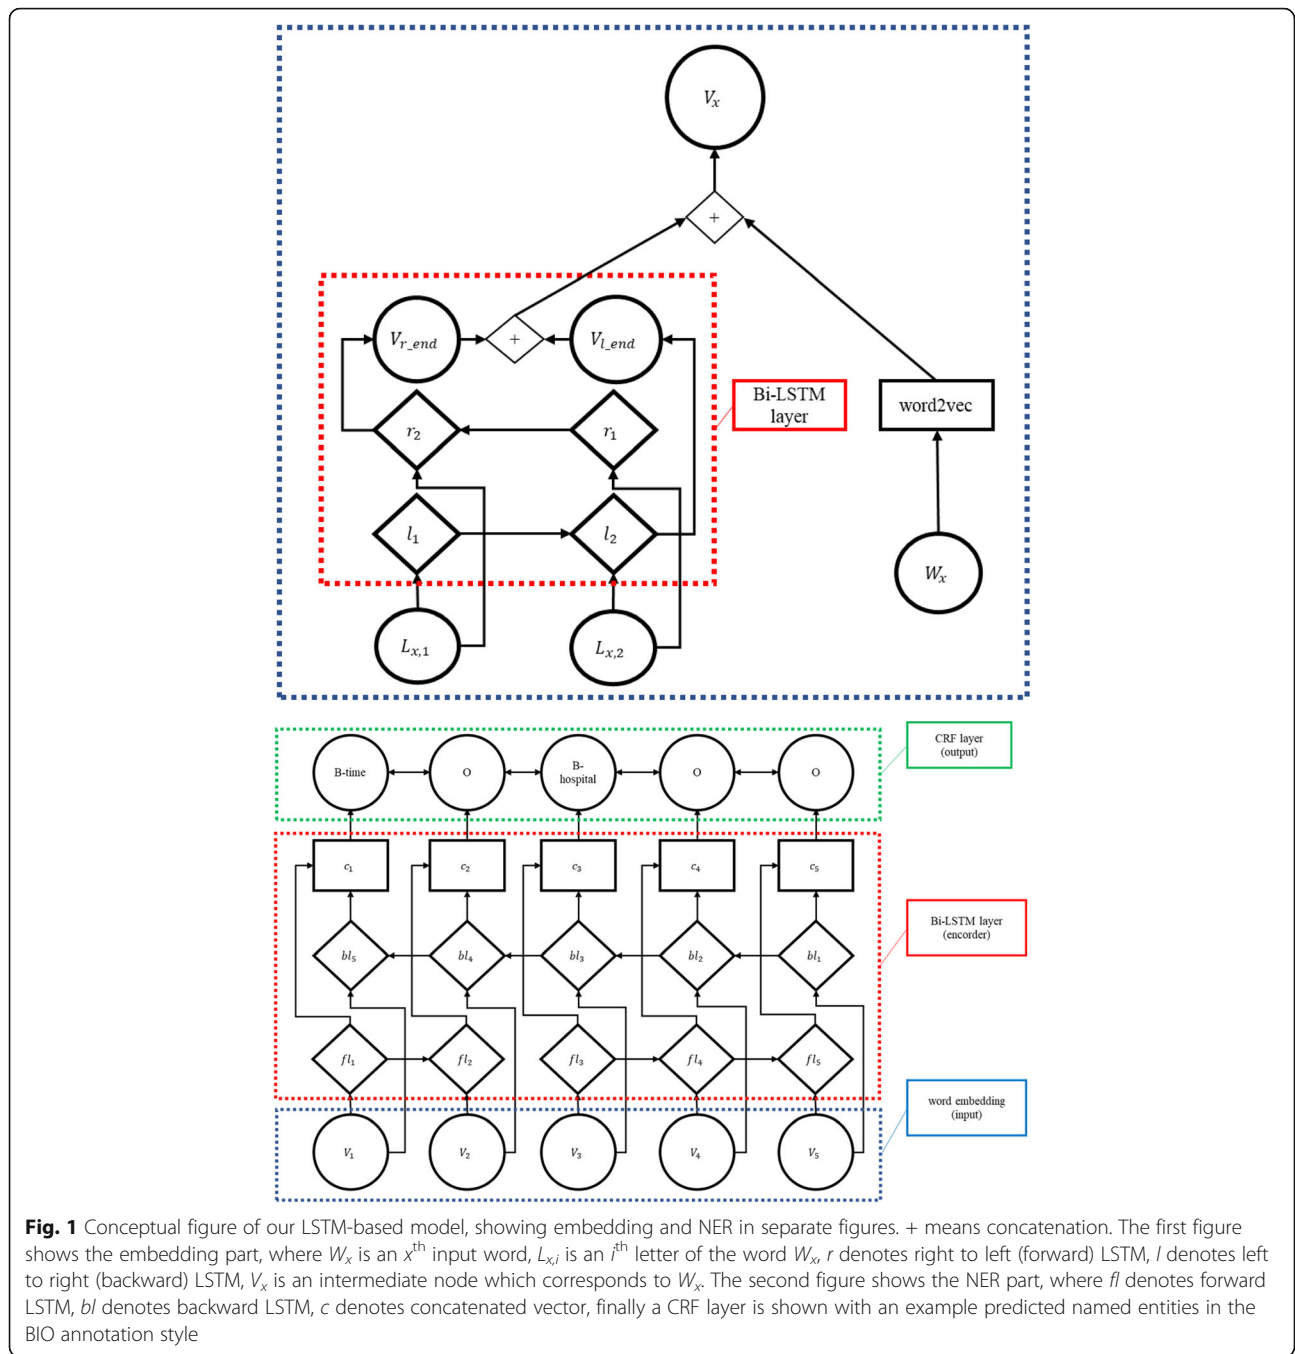 V_x
+
V_{r_end}
+
V_{l_end}
Bi-LSTM
layer
word2vec
r_2
r_1
l_1
l_2
W_x
L_{x,1}
L_{x,2}
CRF layer
(output)
B-time
O
B-
hospital
O
O
c_1
c_2
c_3
c_4
c_5
Bi-LSTM layer
(encorder)
bl_5
bl_4
bl_3
bl_2
bl_1
fl_1
fl_2
fl_3
fl_4
fl_5
word embedding
(input)
V_1
V_2
V_3
V_4
V_5
Fig. 1 Conceptual figure of our LSTM-based model, showing embedding and NER in separate figures. + means concatenation. The first figure
shows the embedding part, where W_x is an x^th input word, L_{x,i} is an i^th letter of the word W_x, r denotes right to left (forward) LSTM, l denotes left
to right (backward) LSTM, V_x is an intermediate node which corresponds to W_x. The second figure shows the NER part, where fl denotes forward
LSTM, bl denotes backward LSTM, c denotes concatenated vector, finally a CRF layer is shown with an example predicted named entities in the
BIO annotation style